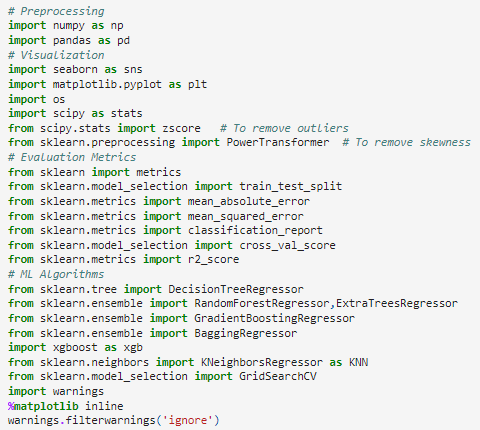 # Preprocessing
import numpy as np
import pandas as pd
# Visualization
import seaborn as sns
import matplotlib.pyplot as plt
import os
import scipy as stats
from scipy.stats import zscore   # To remove outliers
from sklearn.preprocessing import PowerTransformer  # To remove skewness
# Evaluation Metrics
from sklearn import metrics
from sklearn.model_selection import train_test_split
from sklearn.metrics import mean_absolute_error
from sklearn.metrics import mean_squared_error
from sklearn.metrics import classification_report
from sklearn.model_selection import cross_val_score
from sklearn.metrics import r2_score
# ML Algorithms
from sklearn.tree import DecisionTreeRegressor
from sklearn.ensemble import RandomForestRegressor,ExtraTreesRegressor
from sklearn.ensemble import GradientBoostingRegressor
from sklearn.ensemble import BaggingRegressor
import xgboost as xgb
from sklearn.neighbors import KNeighborsRegressor as KNN
from sklearn.model_selection import GridSearchCV
import warnings
%matplotlib inline
warnings.filterwarnings('ignore')